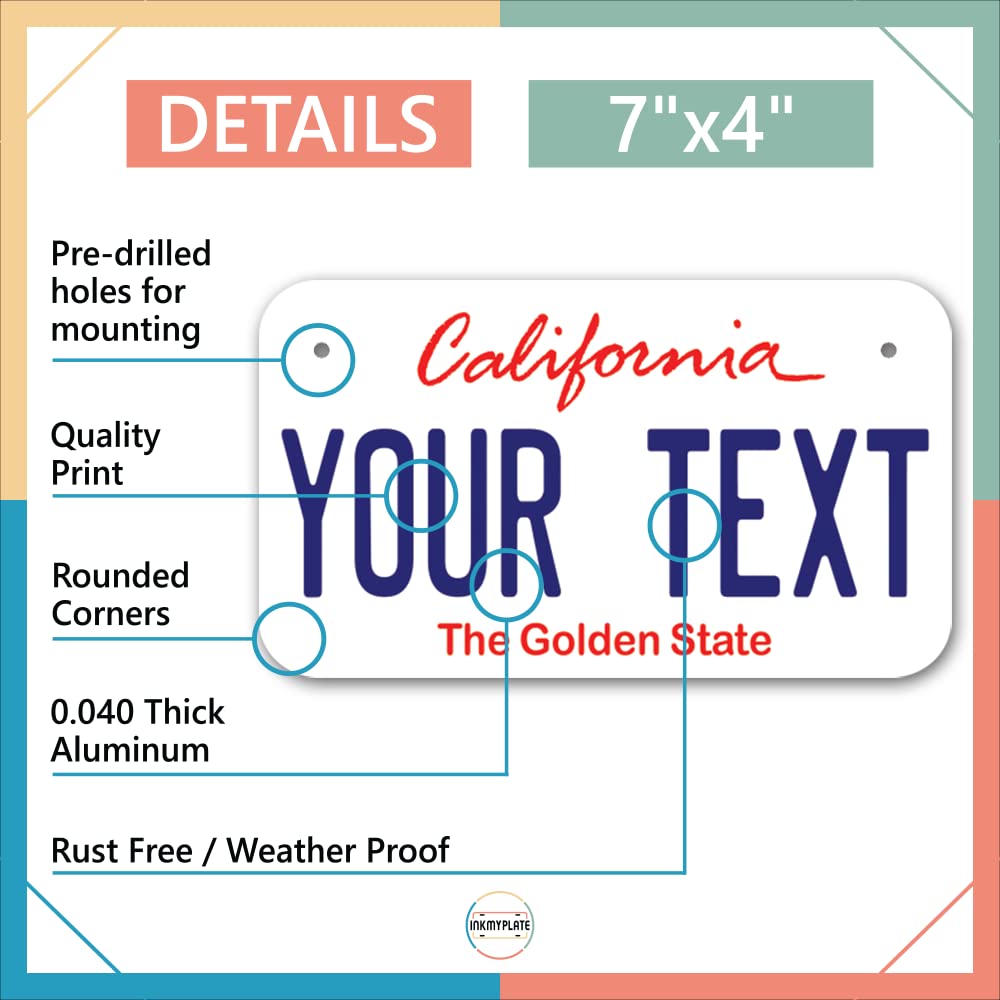 DETAILS
7"x4"
Pre-drilled
holes for
mounting
California
Quality
Print
YOUR TEXT
Rounded
Corners
The Golden State
0.040 Thick
Aluminum
Rust Free / Weather Proof
INKMYPLATE